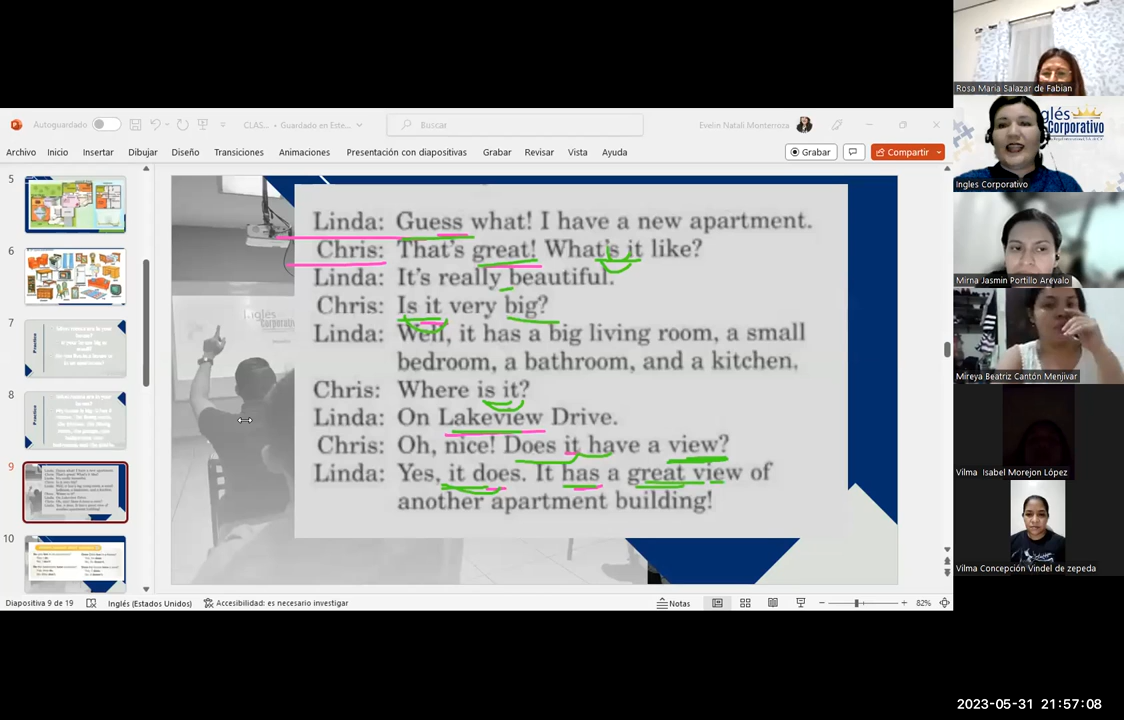 Autoguardado
CLAS... • Guardado en Este...
Buscar
Evelin Natali Monterroza
Archivo Inicio Insertar Dibujar Diseño Transiciones Animaciones Presentación con diapositivas Grabar Revisar Vista Ayuda
Grabar
Compartir
5
6
7
8
9
10
Practice
Practice
Linda: Guess what! I have a new apartment.
Chris: That's great! What's it like?
Linda: It's really beautiful.
Chris: Is it very big?
Linda: Well, it has a big living room, a small
bedroom, a bathroom, and a kitchen.
Chris: Where is it?
Linda: On Lakeview Drive.
Chris: Oh, nice! Does it have a view?
Linda: Yes, it does. It has a great view of
another apartment building!
Diapositiva 9 de 19
Inglés (Estados Unidos)
Accesibilidad: es necesario investigar
Notas
82%
Rosa María Salazar de Fabian
Corporativo
Ingles Corporativo
Mirna Jasmin Portillo Arevalo
Mireya Beatriz Cantón Menjivar
Vilma Isabel Morejon López
Vilma Concepción Vindel de zepeda
2023-05-31 21:57:08